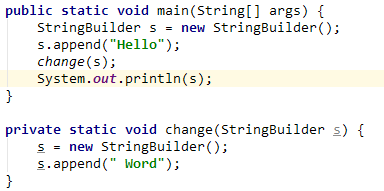 public static void main(String[] args) {
    StringBuilder s = new StringBuilder();
    s.append("Hello");
    change(s);
    System.out.println(s);
}

private static void change(StringBuilder s) {
    s = new StringBuilder();
    s.append(" Word");
}